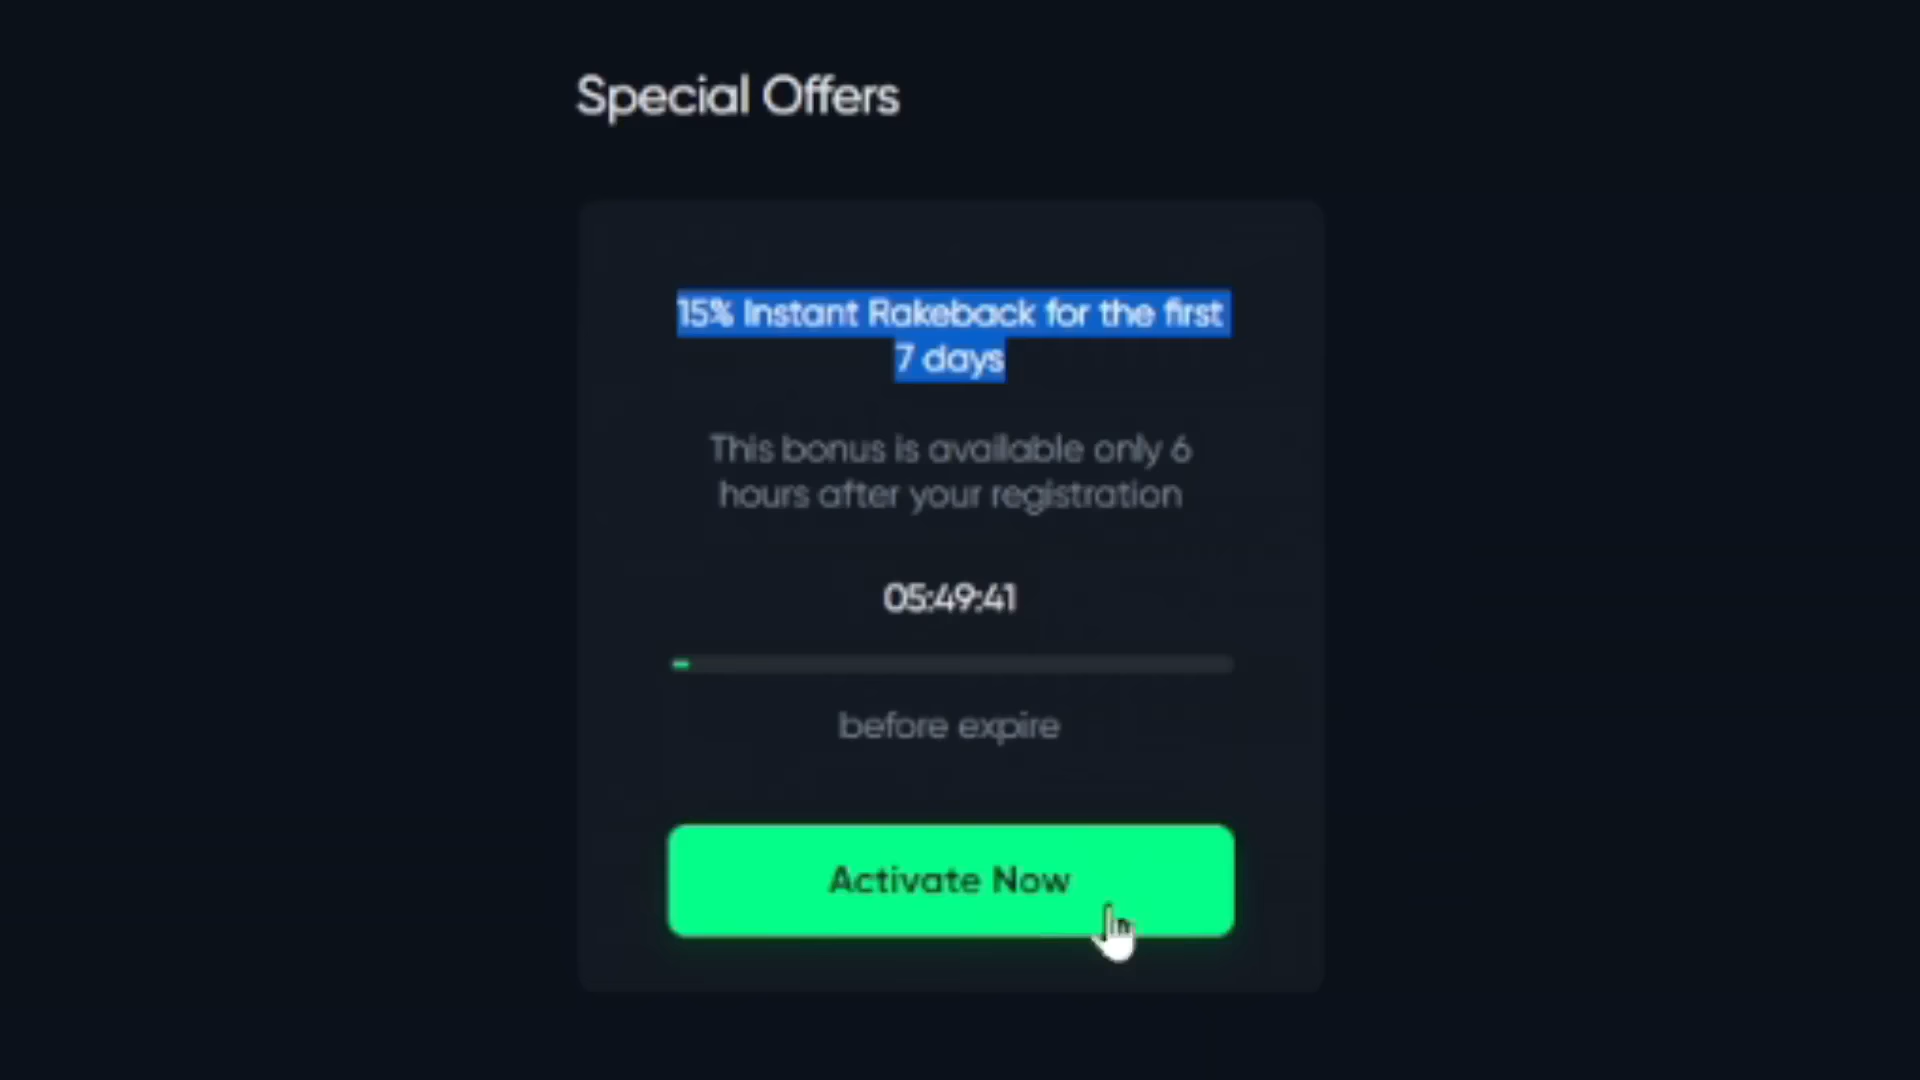 Special Offers
15% Instant Rakeback for the first
7 days
This bonus is available only 6
hours after your registration
05:49:41
before expire
Activate Now